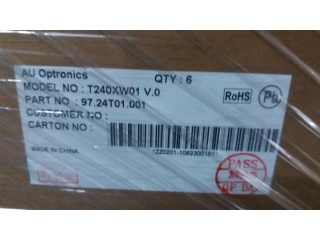 AU Optronics QTY : 6
MODEL NO : T240XW01 V.0
PART NO : 97.24T01.001
RoHS Pb
CUSTOMER NO :
CARTON NO :
MADE IN CHINA
PASS